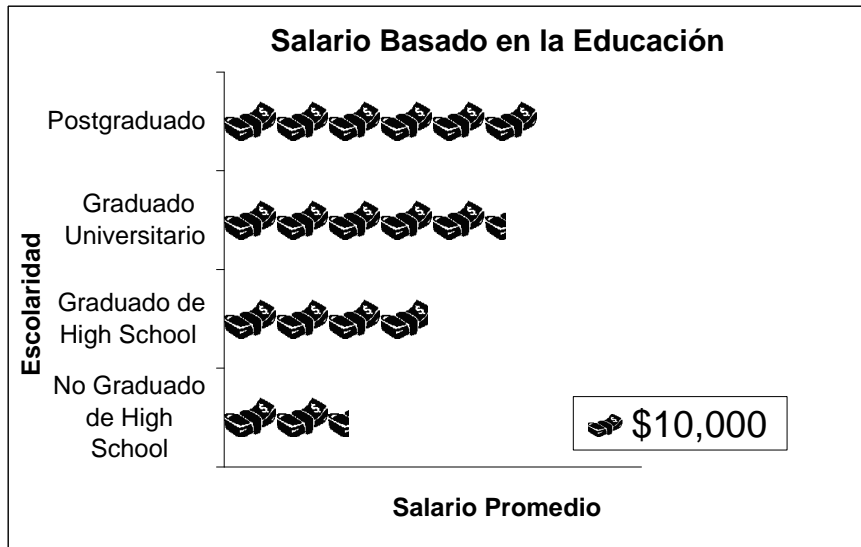 Salario Basado en la Educación
Postgraduado
Graduado
Universitario
Graduado de
High School
No Graduado
de High
School
Escolaridad
$10,000
Salario Promedio